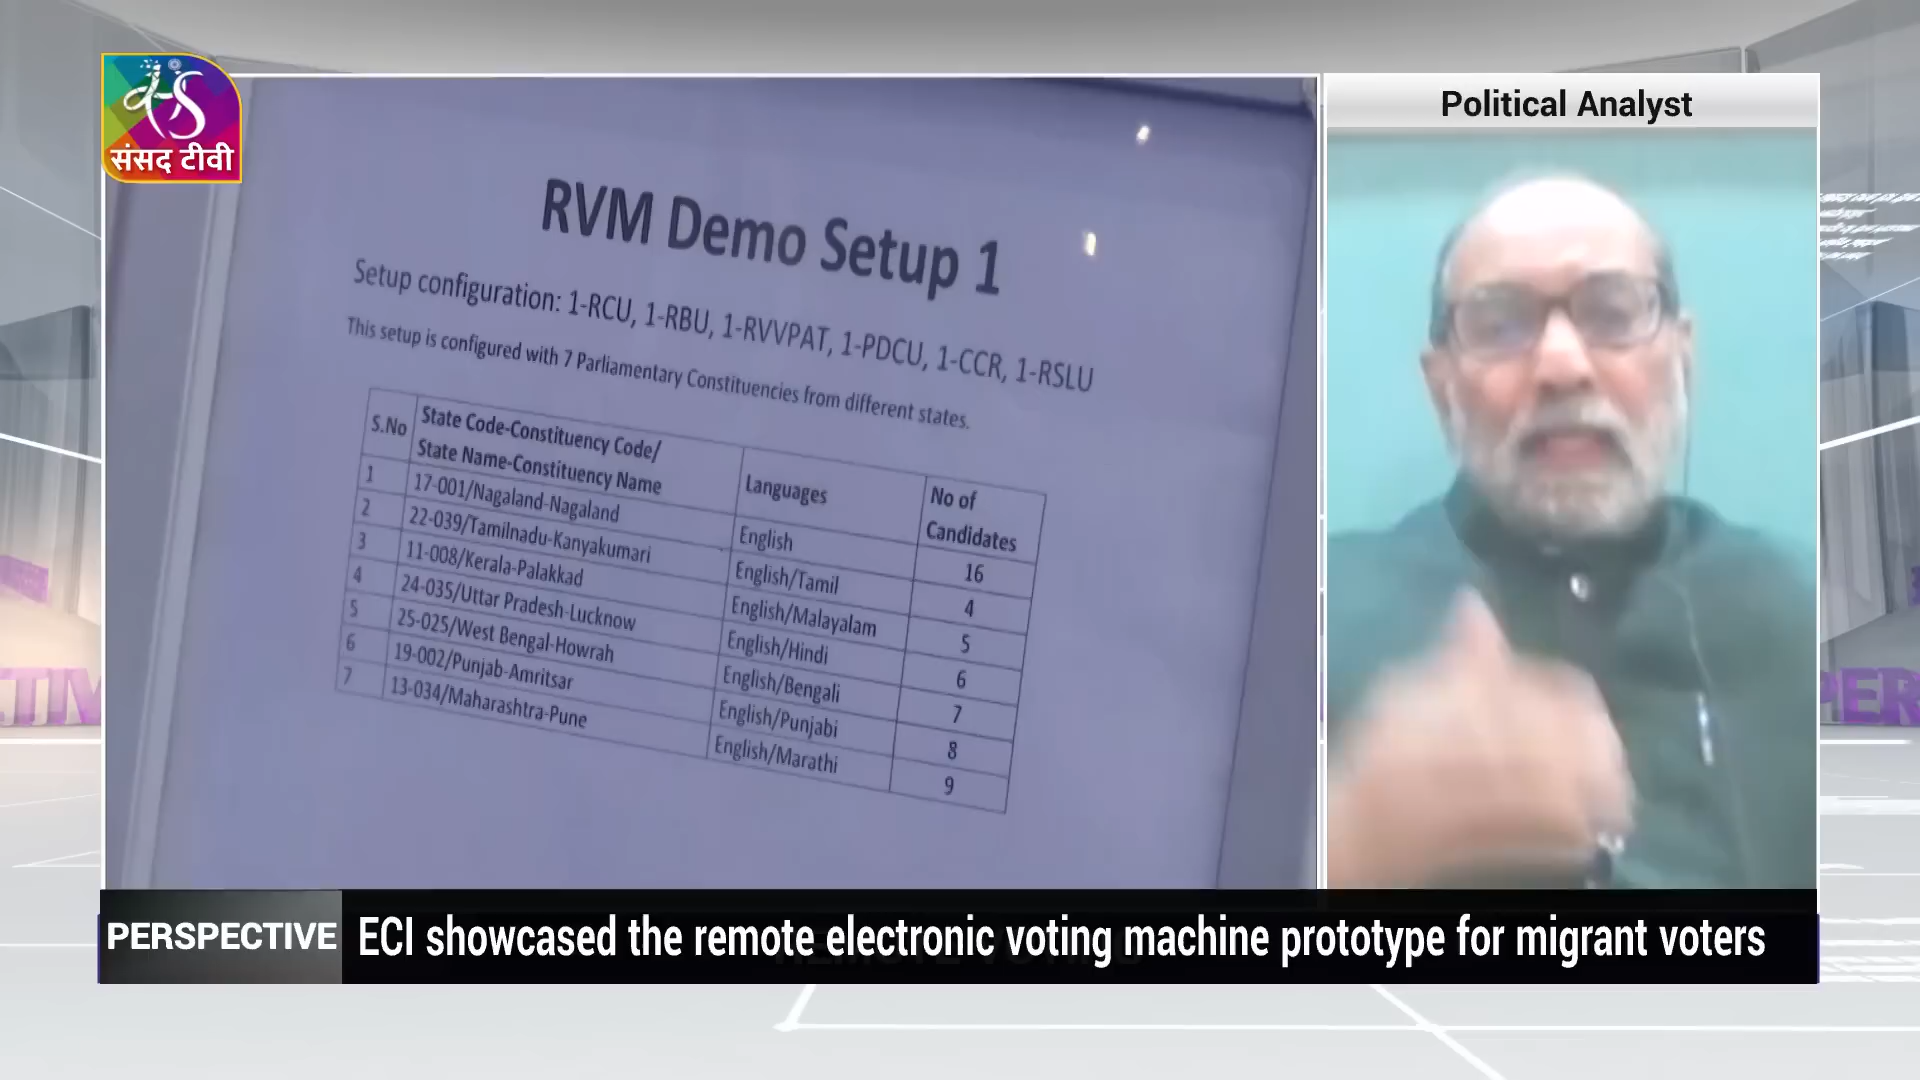 संसद टीवी
Political Analyst
RVM Demo Setup 1
Setup configuration: 1-RCU, 1-RBU, 1-RVVPAT, 1-PDCU, 1-CCR, 1-RSLU
This setup is configured with 7 Parliamentary Constituencies from different states.
S.No State Code-Constituency Code/ State Name-Constituency Name Languages No of Candidates
1 17-001/Nagaland-Nagaland English 16
2 22-039/Tamilnadu-Kanyakumari English/Tamil 4
3 11-008/Kerala-Palakkad English/Malayalam 5
4 24-035/Uttar Pradesh-Lucknow English/Hindi 6
5 25-025/West Bengal-Howrah English/Bengali 7
6 19-002/Punjab-Amritsar English/Punjabi 8
7 13-034/Maharashtra-Pune English/Marathi 9
PERSPECTIVE
ECI showcased the remote electronic voting machine prototype for migrant voters